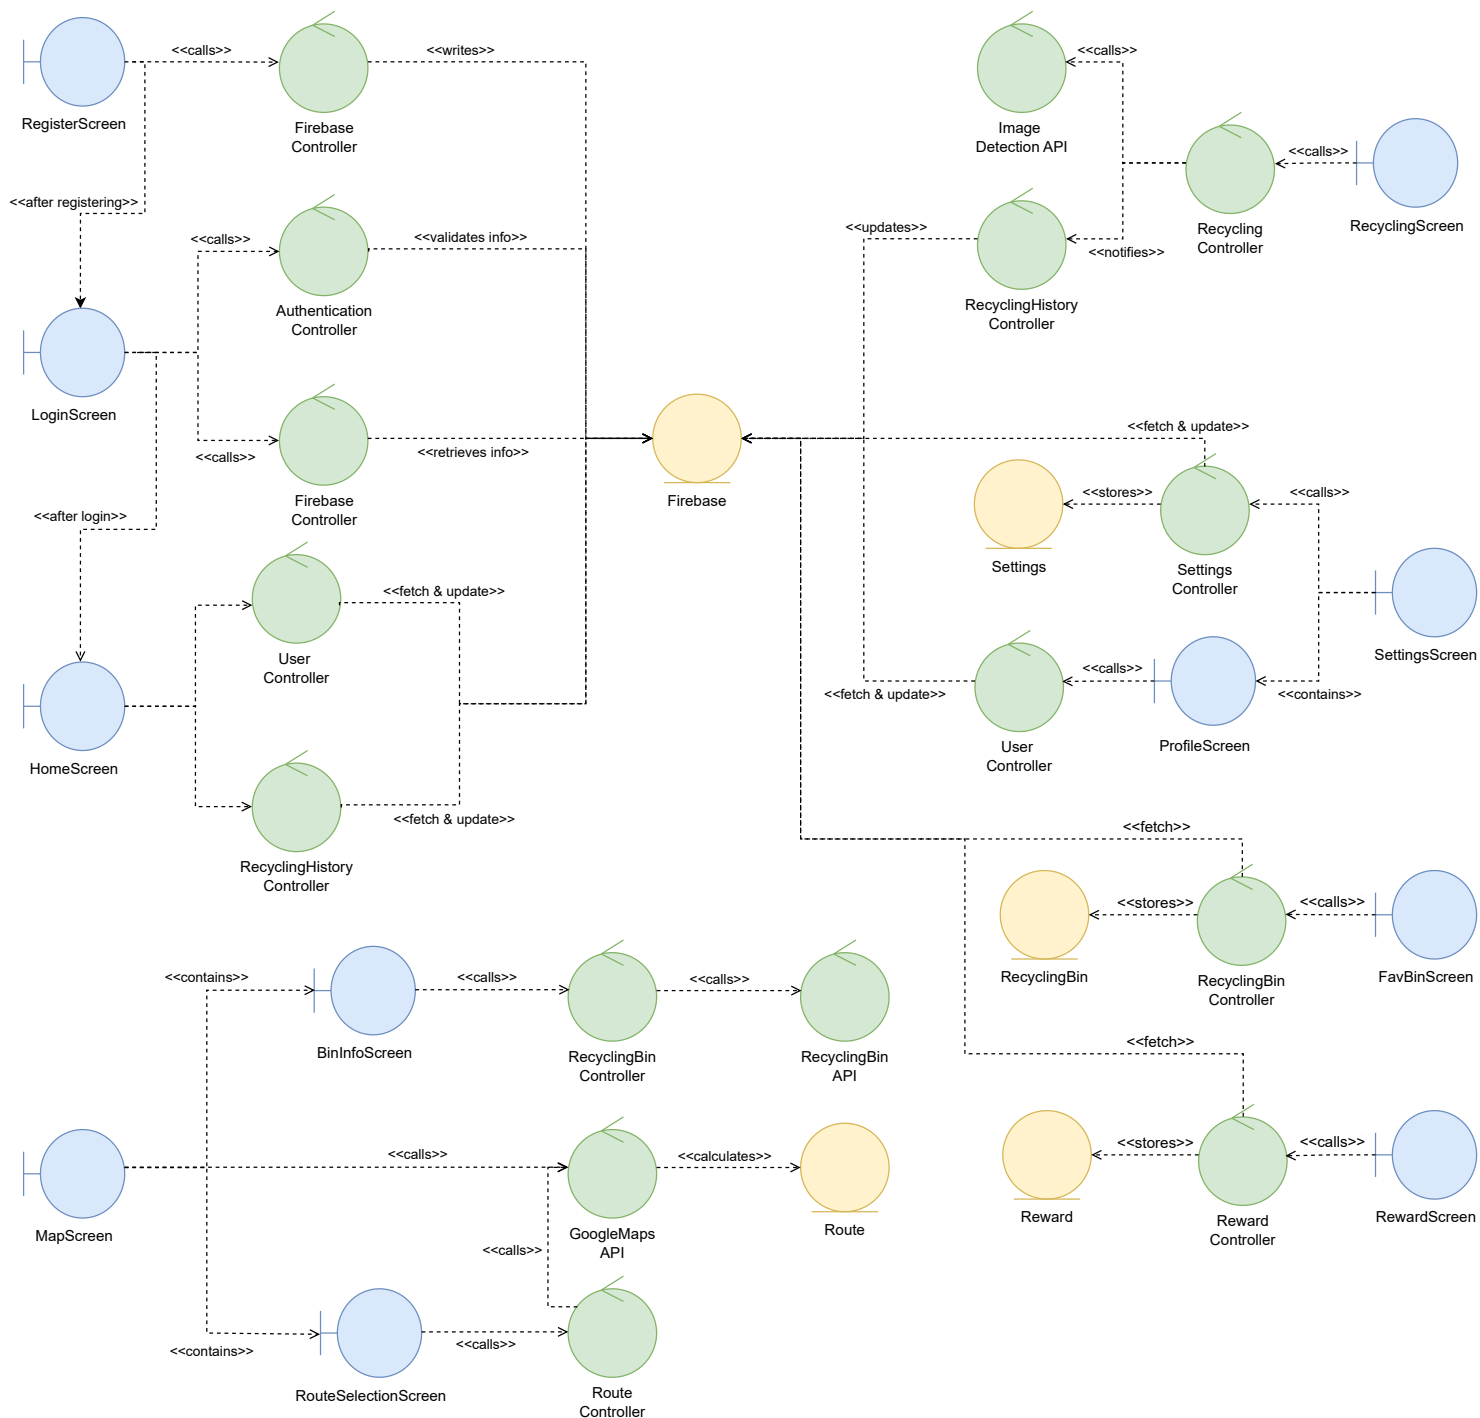 <<calls>>
<<writes>>
RegisterScreen
Firebase
Controller
<<after registering>>
<<calls>>
<<validates info>>
Authentication
Controller
LoginScreen
<<calls>>
<<retrieves info>>
Firebase
Controller
Firebase
<<after login>>
<<fetch & update>>
User
Controller
HomeScreen
<<fetch & update>>
RecyclingHistory
Controller
<<calls>>
Image
Detection API
<<calls>>
Recycling
Controller
RecyclingScreen
<<updates>>
<<notifies>>
RecyclingHistory
Controller
<<fetch & update>>
<<stores>>
<<calls>>
Settings
Settings
Controller
SettingsScreen
<<calls>>
<<fetch & update>>
<<contains>>
User
Controller
ProfileScreen
<<fetch>>
<<stores>>
<<calls>>
RecyclingBin
RecyclingBin
Controller
FavBinScreen
<<fetch>>
<<stores>>
<<calls>>
Reward
Reward
Controller
RewardScreen
<<contains>>
<<calls>>
<<calls>>
BinInfoScreen
RecyclingBin
Controller
RecyclingBin
API
<<calls>>
<<calculates>>
MapScreen
GoogleMaps
API
Route
<<calls>>
<<contains>>
<<calls>>
RouteSelectionScreen
Route
Controller